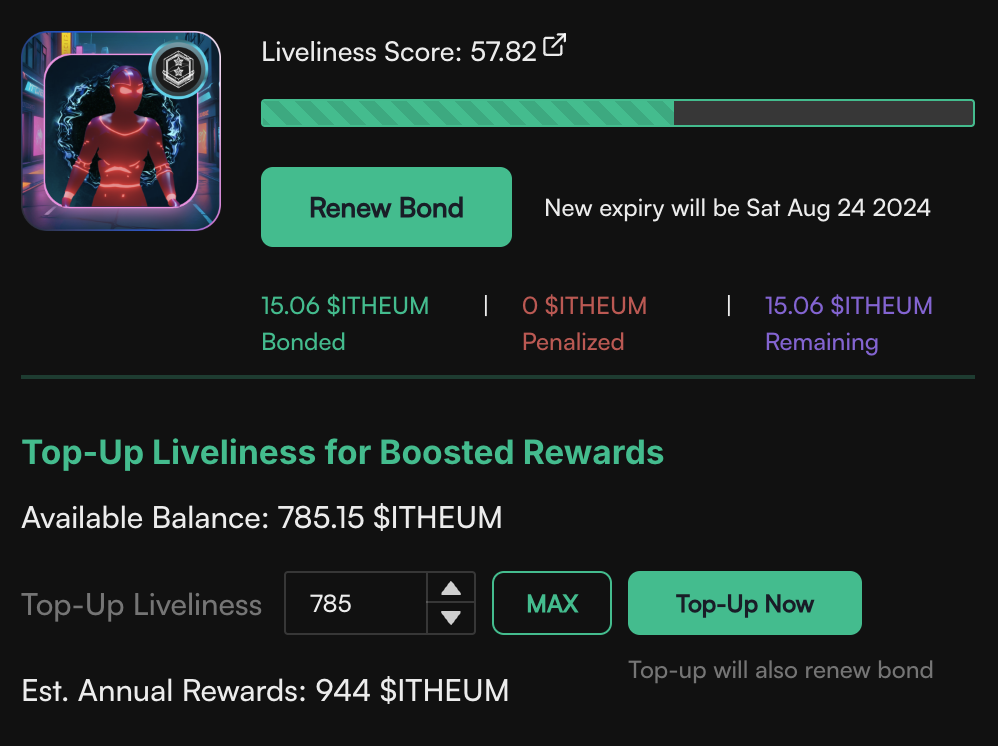 Liveliness Score: 57.82
Renew Bond
New expiry will be Sat Aug 24 2024
15.06 $ITHEUM | 0 $ITHEUM | 15.06 $ITHEUM
Bonded Penalized Remaining
Top-Up Liveliness for Boosted Rewards
Available Balance: 785.15 $ITHEUM
Top-Up Liveliness 785 MAX Top-Up Now
Top-up will also renew bond
Est. Annual Rewards: 944 $ITHEUM